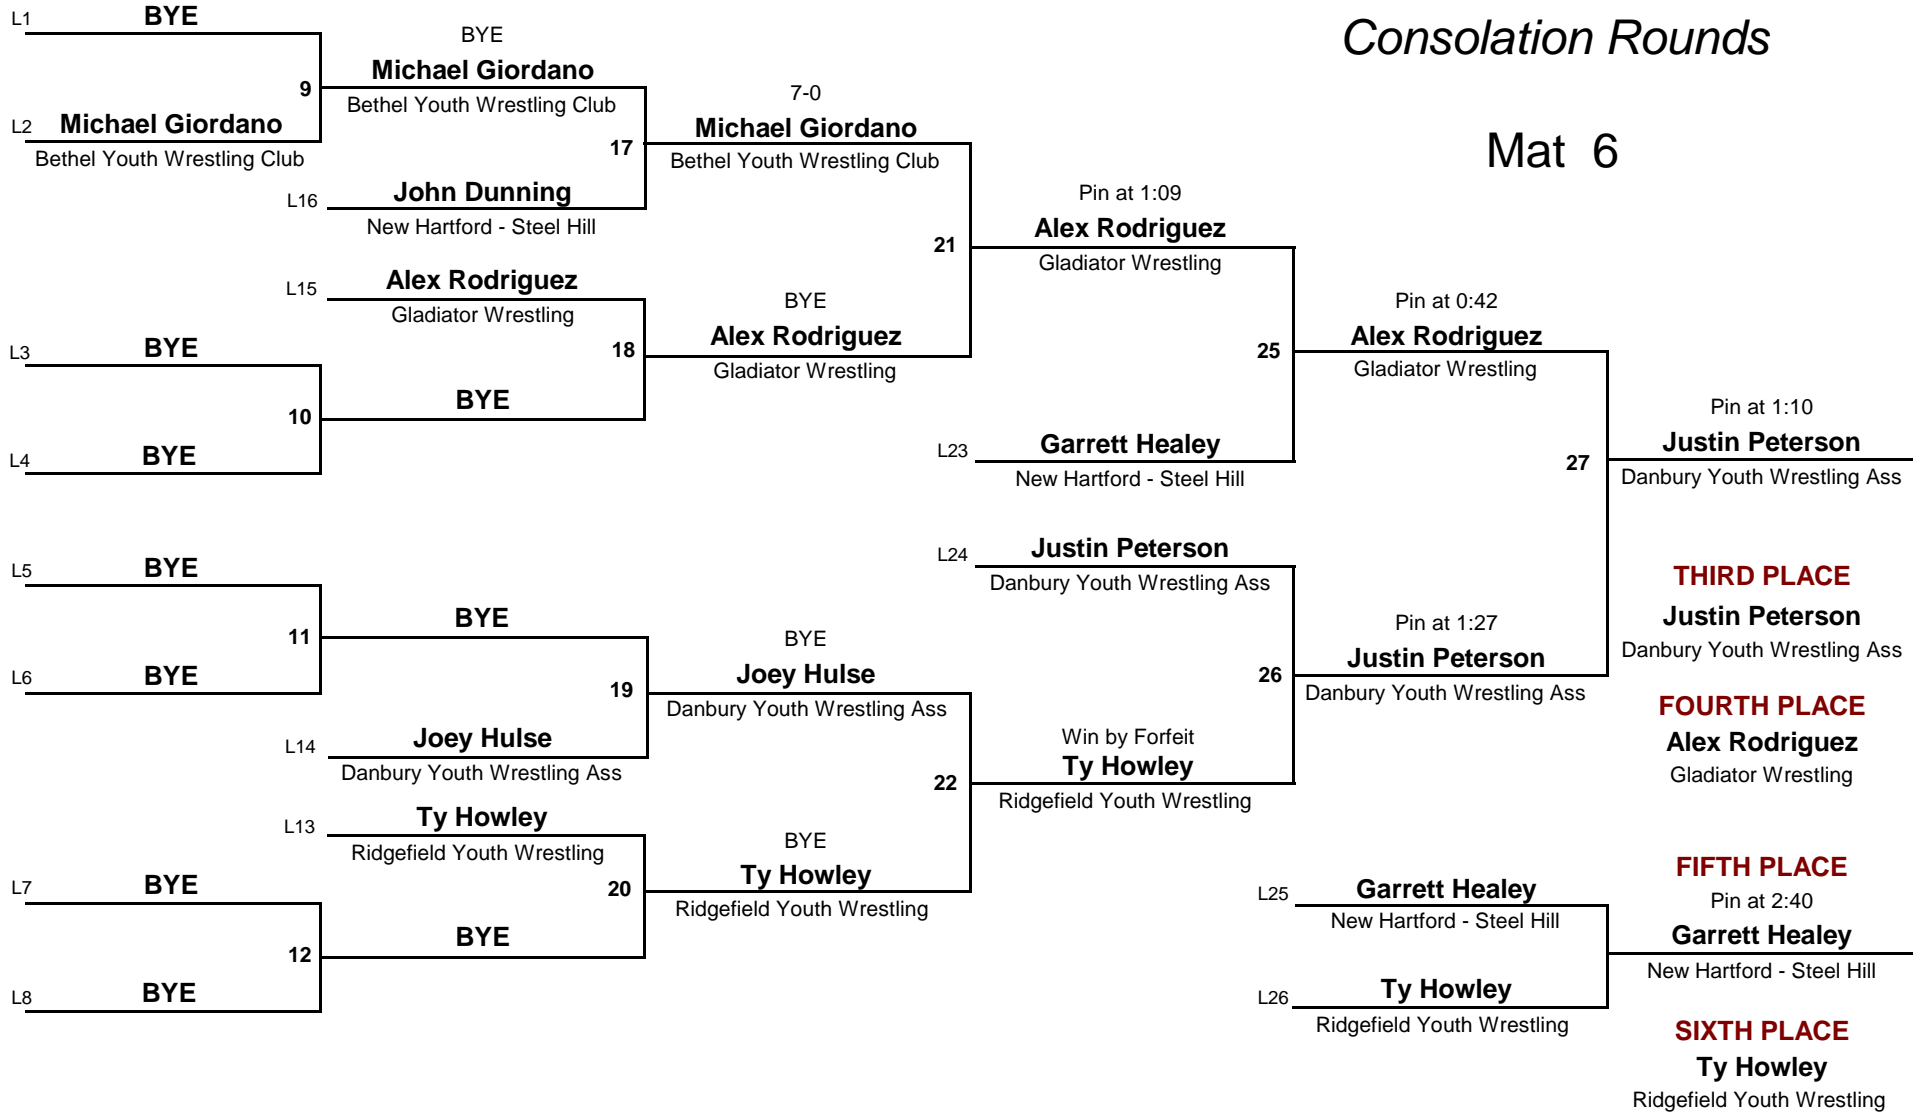 Consolation Rounds
Mat 6
L1 BYE
9
L2 Michael Giordano
Bethel Youth Wrestling Club
L3 BYE
10
L4 BYE
L5 BYE
11
L6 BYE
L7 BYE
12
L8 BYE
BYE
Michael Giordano
Bethel Youth Wrestling Club
17
L16 John Dunning
New Hartford - Steel Hill
L15 Alex Rodriguez
Gladiator Wrestling
18
BYE
BYE
19
L14 Joey Hulse
Danbury Youth Wrestling Ass
L13 Ty Howley
Ridgefield Youth Wrestling
20
BYE
7-0
Michael Giordano
Bethel Youth Wrestling Club
21
BYE
Alex Rodriguez
Gladiator Wrestling
BYE
Joey Hulse
Danbury Youth Wrestling Ass
22
BYE
Ty Howley
Ridgefield Youth Wrestling
Pin at 1:09
Alex Rodriguez
Gladiator Wrestling
25
L23 Garrett Healey
New Hartford - Steel Hill
L24 Justin Peterson
Danbury Youth Wrestling Ass
26
Win by Forfeit
Ty Howley
Ridgefield Youth Wrestling
Pin at 0:42
Alex Rodriguez
Gladiator Wrestling
27
Pin at 1:27
Justin Peterson
Danbury Youth Wrestling Ass
L25 Garrett Healey
New Hartford - Steel Hill
L26 Ty Howley
Ridgefield Youth Wrestling
Pin at 1:10
Justin Peterson
Danbury Youth Wrestling Ass
THIRD PLACE
Justin Peterson
Danbury Youth Wrestling Ass
FOURTH PLACE
Alex Rodriguez
Gladiator Wrestling
FIFTH PLACE
Pin at 2:40
Garrett Healey
New Hartford - Steel Hill
SIXTH PLACE
Ty Howley
Ridgefield Youth Wrestling